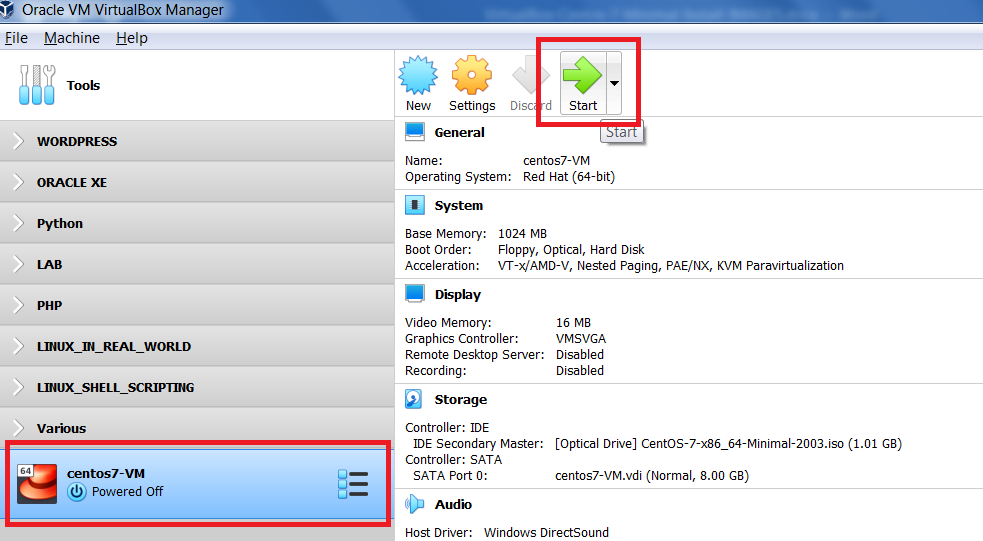 Oracle VM VirtualBox Manager
File Machine Help
Tools
WORDPRESS
ORACLE XE
Python
LAB
PHP
LINUX_IN_REAL_WORLD
LINUX_SHELL_SCRIPTING
Various
64
centos7-VM
Powered Off
New Settings Discard Start
Start
General
Name: centos7-VM
Operating System: Red Hat (64-bit)
System
Base Memory: 1024 MB
Boot Order: Floppy, Optical, Hard Disk
Acceleration: VT-x/AMD-V, Nested Paging, PAE/NX, KVM Paravirtualization
Display
Video Memory: 16 MB
Graphics Controller: VMSVGA
Remote Desktop Server: Disabled
Recording: Disabled
Storage
Controller: IDE
IDE Secondary Master: [Optical Drive] CentOS-7-x86_64-Minimal-2003.iso (1.01 GB)
Controller: SATA
SATA Port 0: centos7-VM.vdi (Normal, 8.00 GB)
Audio
Host Driver: Windows DirectSound